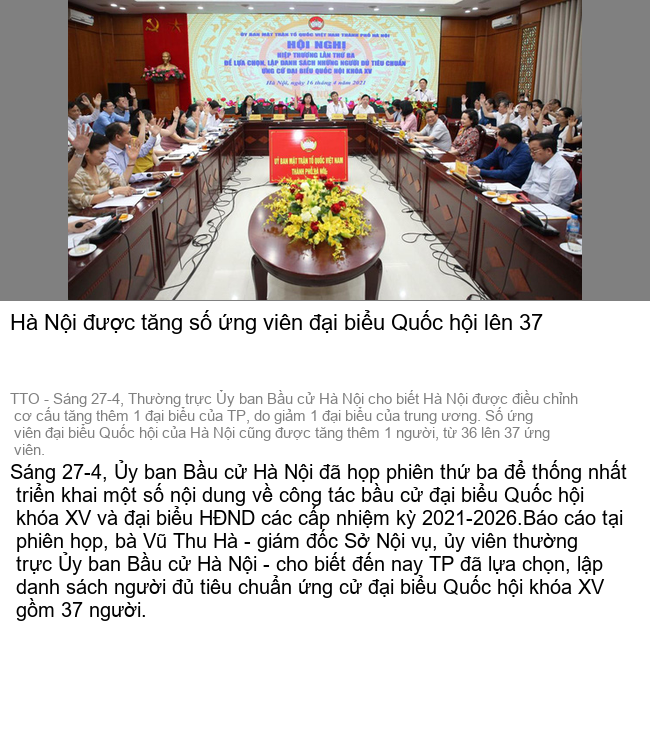 ỦY BAN MẶT TRẬN TỔ QUỐC VIỆT NAM THÀNH PHỐ HÀ NỘI
HỘI NGHỊ
HIỆP THƯƠNG LẦN THỨ BA
ĐỂ LỰA CHỌN, LẬP DANH SÁCH NHỮNG NGƯỜI ĐỦ TIÊU CHUẨN
ỨNG CỬ ĐẠI BIỂU QUỐC HỘI KHÓA XV
Hà Nội, ngày 16 tháng 4 năm 2021
ỦY BAN MẶT TRẬN TỔ QUỐC VIỆT NAM
THÀNH PHỐ HÀ NỘI
Hà Nội được tăng số ứng viên đại biểu Quốc hội lên 37
TTO - Sáng 27-4, Thường trực Ủy ban Bầu cử Hà Nội cho biết Hà Nội được điều chỉnh
cơ cấu tăng thêm 1 đại biểu của TP, do giảm 1 đại biểu của trung ương. Số ứng
viên đại biểu Quốc hội của Hà Nội cũng được tăng thêm 1 người, từ 36 lên 37 ứng
viên.
Sáng 27-4, Ủy ban Bầu cử Hà Nội đã họp phiên thứ ba để thống nhất
triển khai một số nội dung về công tác bầu cử đại biểu Quốc hội
khóa XV và đại biểu HĐND các cấp nhiệm kỳ 2021-2026.Báo cáo tại
phiên họp, bà Vũ Thu Hà - giám đốc Sở Nội vụ, ủy viên thường
trực Ủy ban Bầu cử Hà Nội - cho biết đến nay TP đã lựa chọn, lập
danh sách người đủ tiêu chuẩn ứng cử đại biểu Quốc hội khóa XV
gồm 37 người.